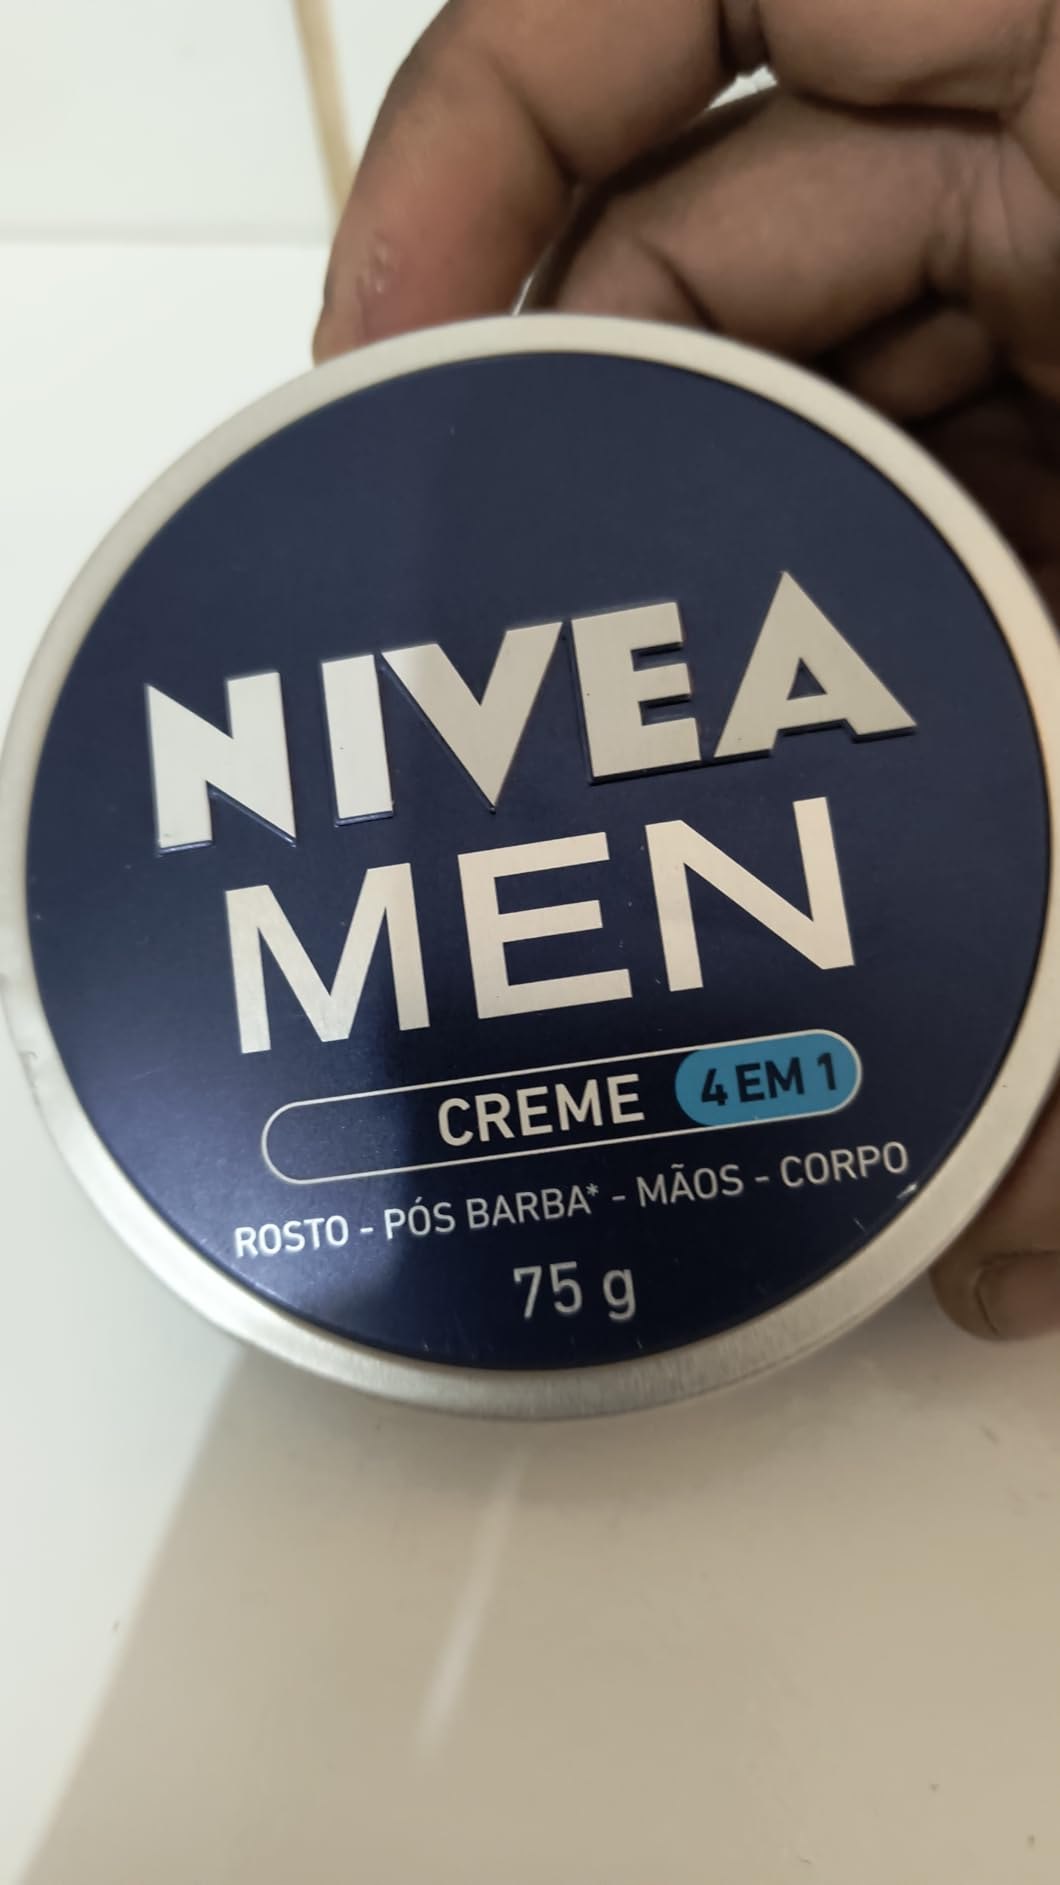 NIVEA
MEN
CREME 4 EM 1
ROSTO - PÓS BARBA* - MÃOS - CORPO
75 g